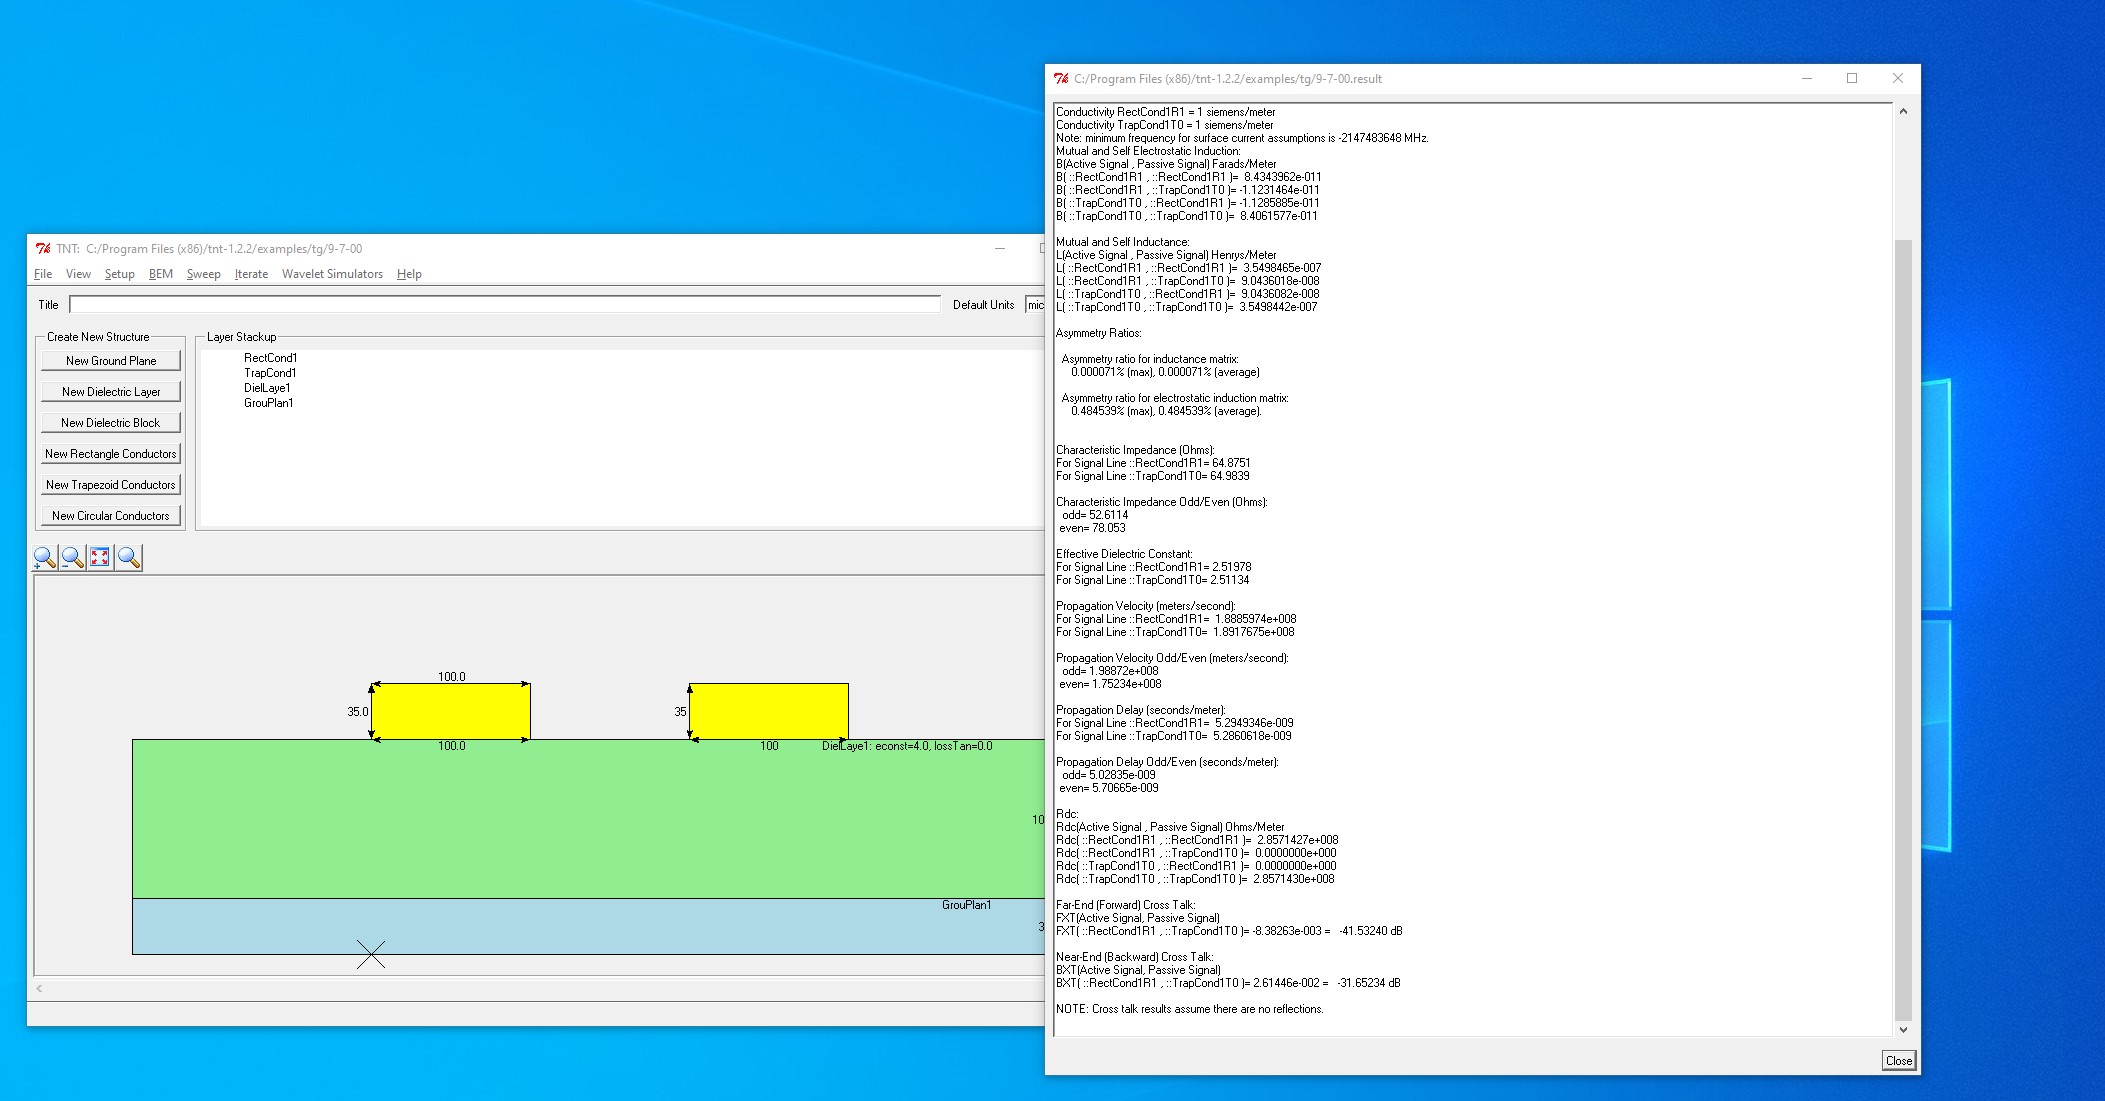 TNT: C:/Program Files (x86)/tnt-1.2.2/examples/tg/9-7-00
File View Setup BEM Sweep Iterate Wavelet Simulators Help
Title
Default Units
Create New Structure
New Ground Plane
New Dielectric Layer
New Dielectric Block
New Rectangle Conductors
New Trapezoid Conductors
New Circular Conductors
Layer Stackup
RectCond1
TrapCond1
DielLaye1
GrouPlan1
100.0
35.0
35
100.0
100
DielLaye1: econst=4.0, lossTan=0.0
GrouPlan1
C:/Program Files (x86)/tnt-1.2.2/examples/tg/9-7-00.result
Conductivity RectCond1R1 = 1 siemens/meter
Conductivity TrapCond1T0 = 1 siemens/meter
Note: minimum frequency for surface current assumptions is -2147483648 MHz.
Mutual and Self Electrostatic Induction:
B(Active Signal , Passive Signal) Farads/Meter
B( ::RectCond1R1 , ::RectCond1R1 )= 8.4343962e-011
B( ::RectCond1R1 , ::TrapCond1T0 )= -1.1231464e-011
B( ::TrapCond1T0 , ::RectCond1R1 )= -1.1285885e-011
B( ::TrapCond1T0 , ::TrapCond1T0 )= 8.4061577e-011
Mutual and Self Inductance:
L(Active Signal , Passive Signal) Henrys/Meter
L( ::RectCond1R1 , ::RectCond1R1 )= 3.5498465e-007
L( ::RectCond1R1 , ::TrapCond1T0 )= 9.0436018e-008
L( ::TrapCond1T0 , ::RectCond1R1 )= 9.0436082e-008
L( ::TrapCond1T0 , ::TrapCond1T0 )= 3.5498442e-007
Asymmetry Ratios:
Asymmetry ratio for inductance matrix:
0.000071% (max), 0.000071% (average)
Asymmetry ratio for electrostatic induction matrix:
0.484539% (max), 0.484539% (average).
Characteristic Impedance (Ohms):
For Signal Line ::RectCond1R1= 64.8751
For Signal Line ::TrapCond1T0= 64.9839
Characteristic Impedance Odd/Even (Ohms):
odd= 52.6114
even= 78.053
Effective Dielectric Constant:
For Signal Line ::RectCond1R1= 2.51978
For Signal Line ::TrapCond1T0= 2.51134
Propagation Velocity (meters/second):
For Signal Line ::RectCond1R1= 1.8885974e+008
For Signal Line ::TrapCond1T0= 1.8917675e+008
Propagation Velocity Odd/Even (meters/second):
odd= 1.98872e+008
even= 1.75234e+008
Propagation Delay (seconds/meter):
For Signal Line ::RectCond1R1= 5.2949346e-009
For Signal Line ::TrapCond1T0= 5.2860618e-009
Propagation Delay Odd/Even (seconds/meter):
odd= 5.02835e-009
even= 5.70665e-009
Rdc:
Rdc(Active Signal , Passive Signal) Ohms/Meter
Rdc( ::RectCond1R1 , ::RectCond1R1 )= 2.8571427e+008
Rdc( ::RectCond1R1 , ::TrapCond1T0 )= 0.0000000e+000
Rdc( ::TrapCond1T0 , ::RectCond1R1 )= 0.0000000e+000
Rdc( ::TrapCond1T0 , ::TrapCond1T0 )= 2.8571430e+008
Far-End (Forward) Cross Talk:
FXT(Active Signal, Passive Signal)
FXT( ::RectCond1R1 , ::TrapCond1T0 )= -8.38263e-003 = -41.53240 dB
Near-End (Backward) Cross Talk:
BXT(Active Signal, Passive Signal)
BXT( ::RectCond1R1 , ::TrapCond1T0 )= 2.61446e-002 = -31.65234 dB
NOTE: Cross talk results assume there are no reflections.
Close